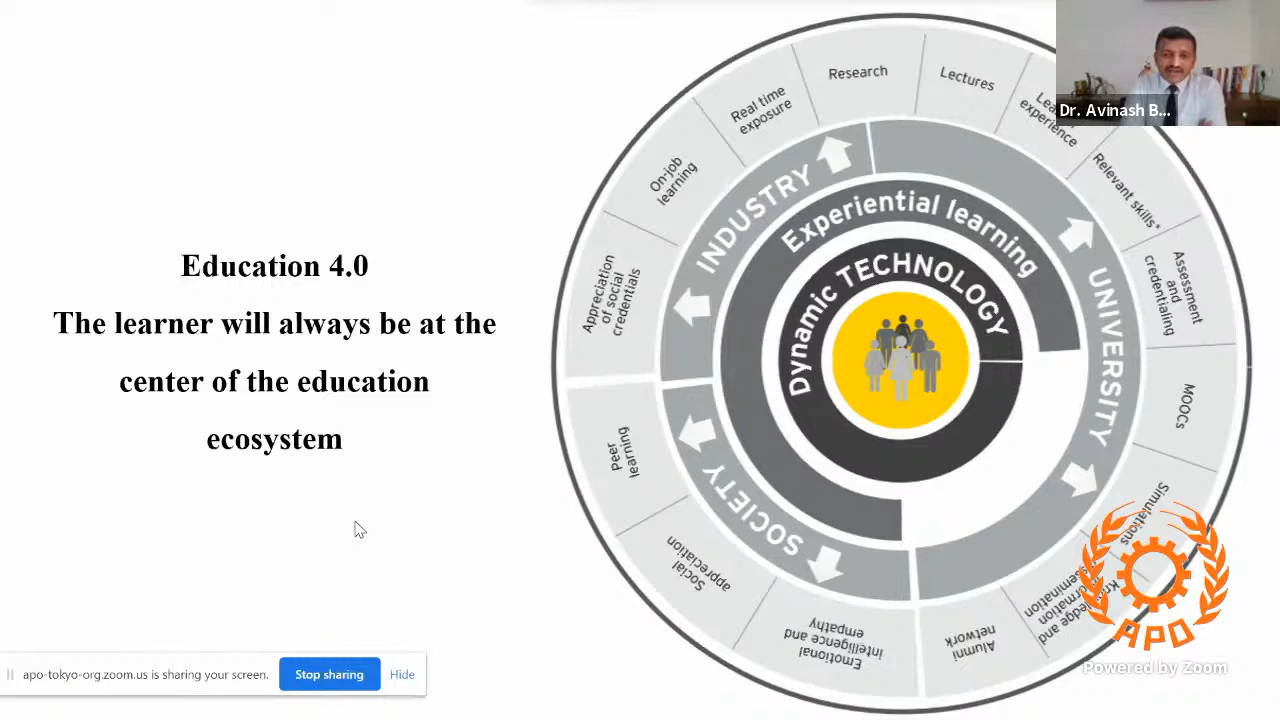 Education 4.0
The learner will always be at the
center of the education
ecosystem
Dynamic TECHNOLOGY
Experiential learning
INDUSTRY
UNIVERSITY
SOCIETY
Appreciation
of social
credentials
On-job
learning
Real time
exposure
Research
Lectures
experience
Relevant skills*
Assessment
and
credentialing
MOOCs
Simulations
and
Alumni
network
Emotional
intelligence and
empathy
Social
appreciation
Peer
learning
Dr. Avinash B...
APO
Powered by Zoom
apo-tokyo-org.zoom.us is sharing your screen.
Stop sharing
Hide